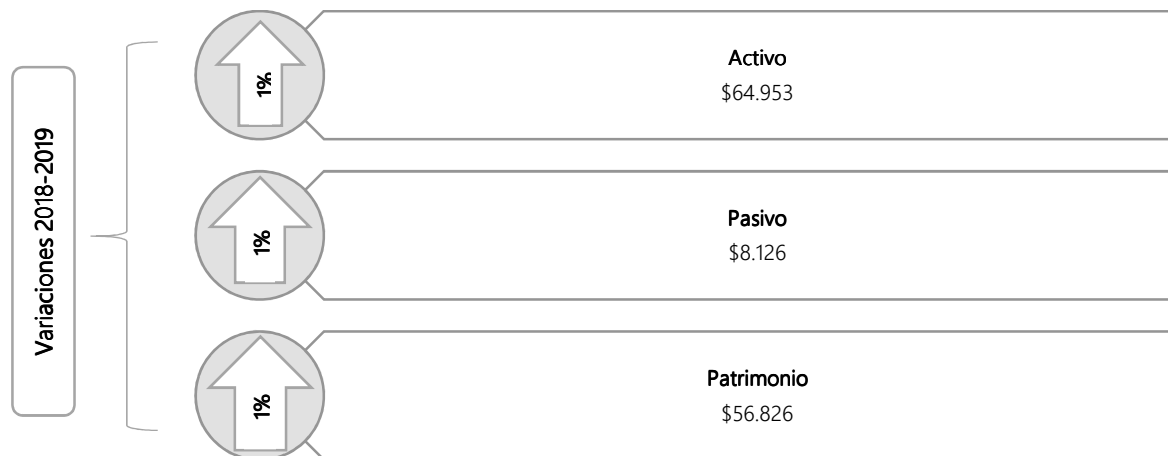 Variaciones 2018-2019
1%
Activo
$64.953
1%
Pasivo
$8.126
1%
Patrimonio
$56.826